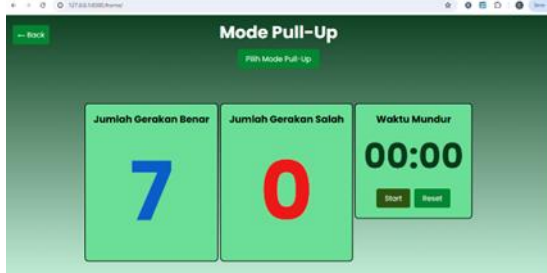 ← Back
Mode Pull-Up
Pilih Mode Pull-Up
Jumlah Gerakan Benar
7
Jumlah Gerakan Salah
0
Waktu Mundur
00:00
Start
Reset